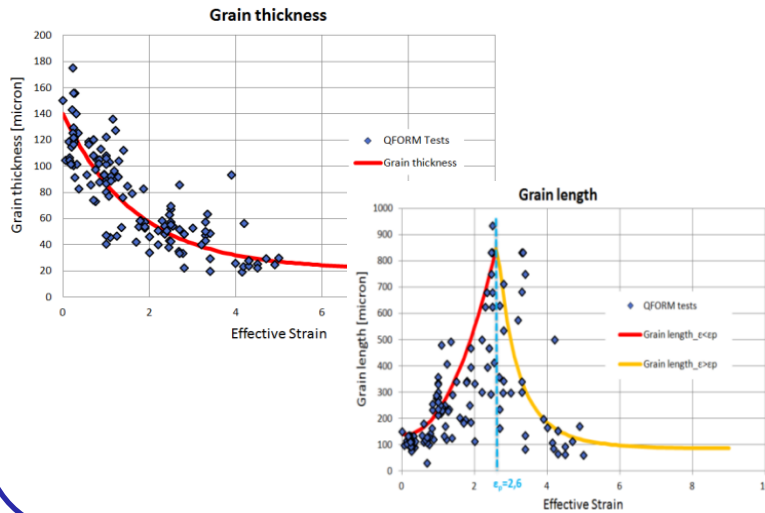 Grain thickness
Grain thickness [micron]
200
180
160
140
120
100
80
60
40
20
0
0
2
4
6
Effective Strain
QFORM Tests
Grain thickness
Grain length
Grain length [micron]
1000
900
800
700
600
500
400
300
200
100
0
0
2
4
6
8
1
εp=2,6
Effective Strain
QFORM tests
Grain length_ε<εp
Grain length_ε>εp